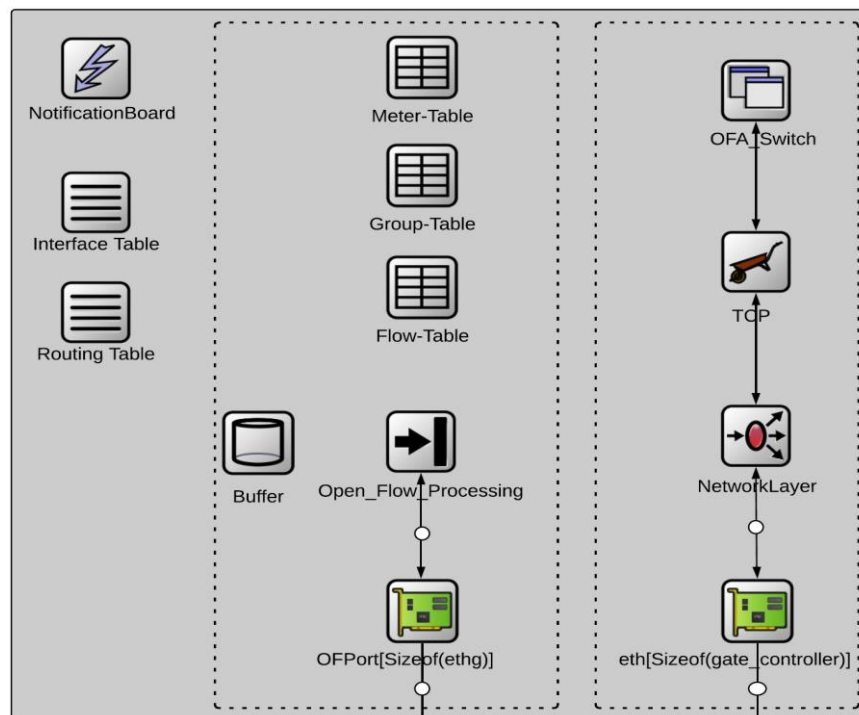 NotificationBoard
Interface Table
Routing Table
Meter-Table
Group-Table
Flow-Table
Buffer
Open_Flow_Processing
OFPort[Sizeof(ethg)]
OFA_Switch
TCP
NetworkLayer
eth[Sizeof(gate_controller)]